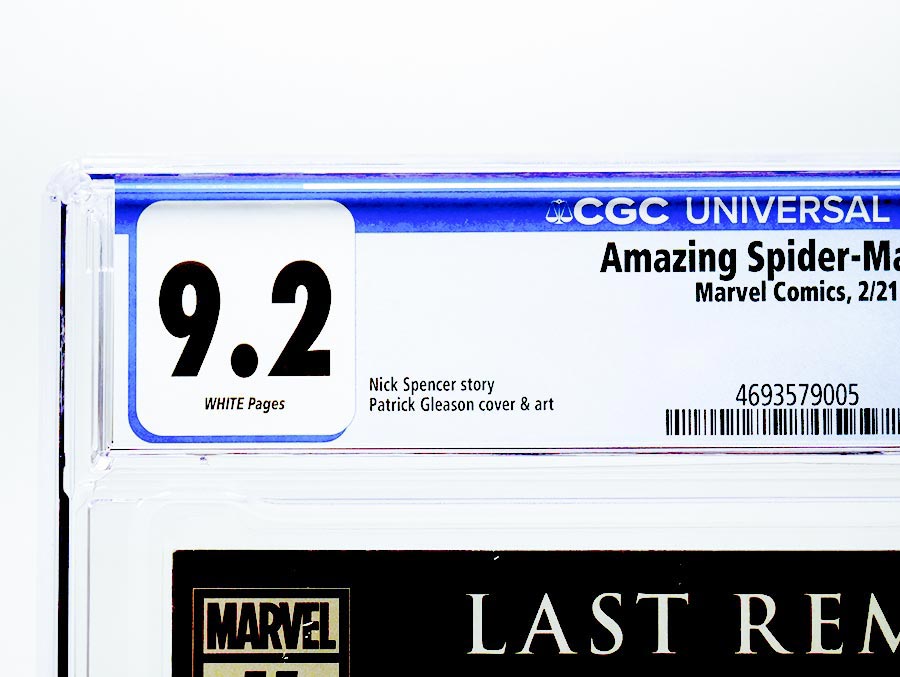 CGC UNIVERSAL
Amazing Spider-Ma
Marvel Comics, 2/21
9.2
WHITE Pages
Nick Spencer story
Patrick Gleason cover & art
4693579005
MARVEL
LAST REM